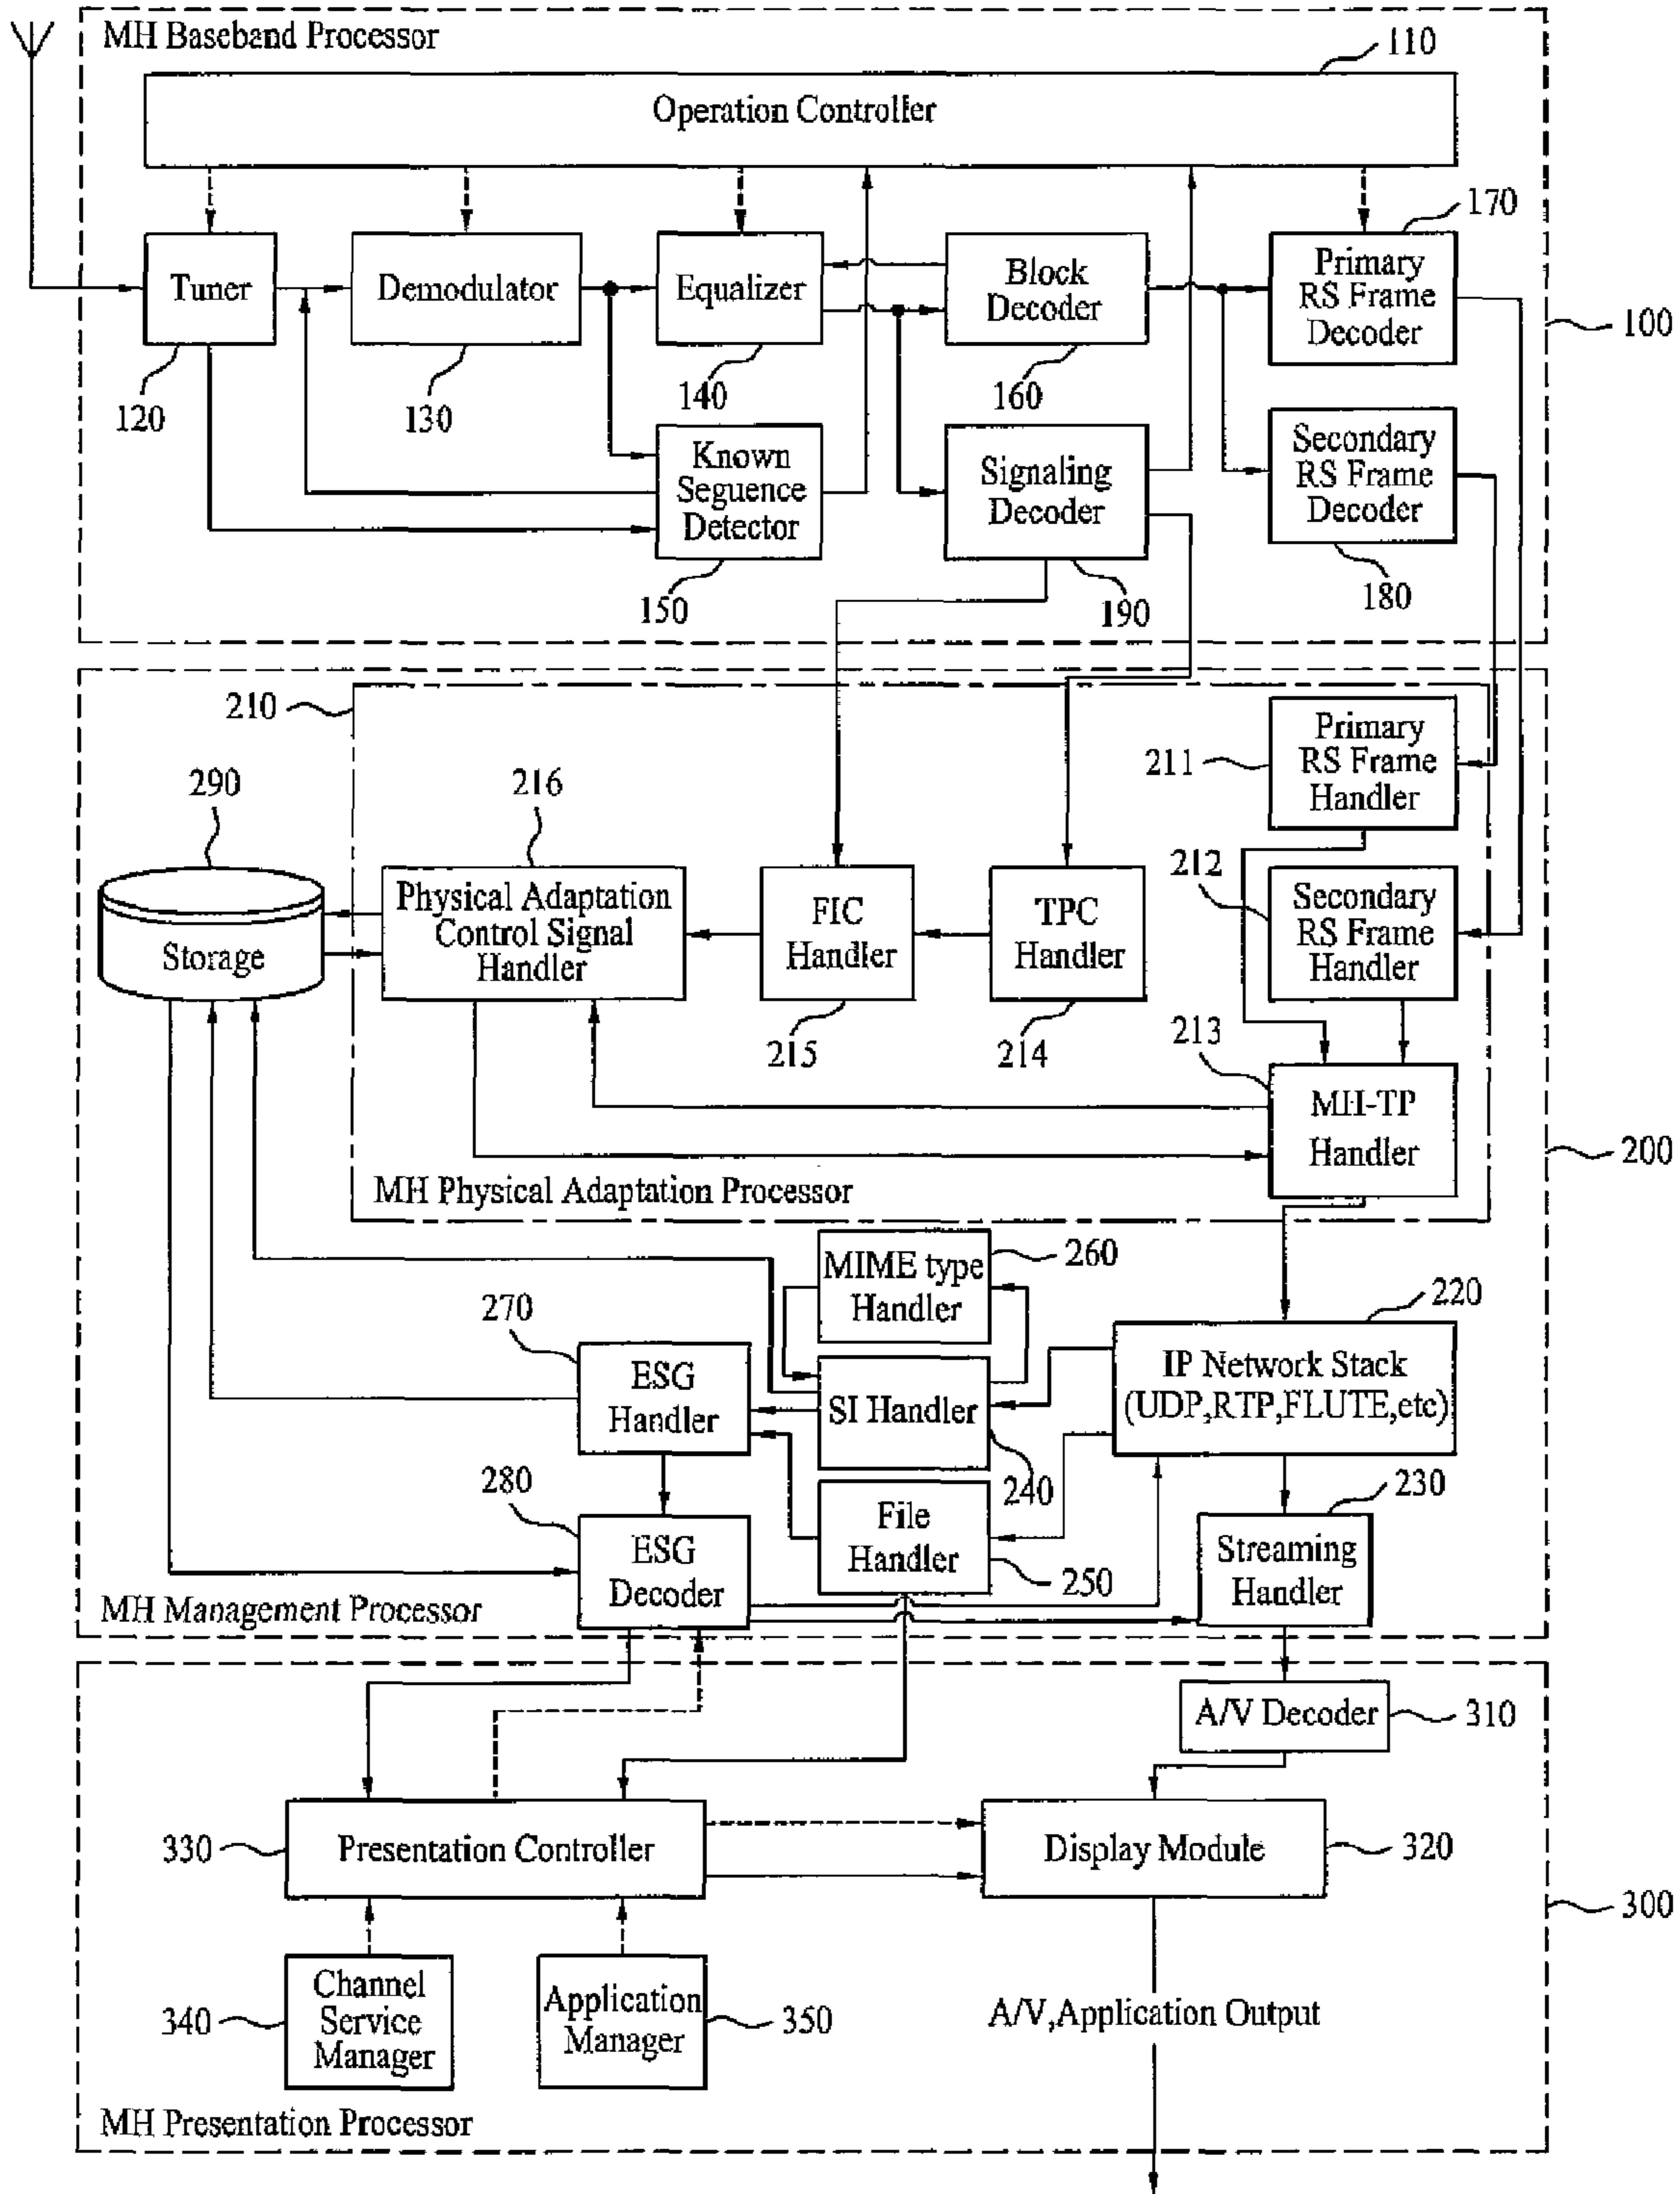 MH Baseband Processor
110
Operation Controller
170
Tuner
Demodulator
Equalizer
Block
Decoder
Primary
RS Frame
Decoder
100
120
130
140
160
Known
Seguence
Detector
Signaling
Decoder
Secondary
RS Frame
Decoder
150
190
180
210
Primary
RS Frame
Handler
211
290
216
212
Storage
Physical Adaptation
Control Signal
Handler
FIC
Handler
TPC
Handler
Secondary
RS Frame
Handler
215
214
213
MH-TP
Handler
200
MH Physical Adaptation Processor
MIME type
Handler
260
270
220
ESG
Handler
SI Handler
IP Network Stack
(UDP,RTP,FLUTE,etc)
280
240
230
ESG
Decoder
File
Handler
250
Streaming
Handler
MH Management Processor
A/V Decoder
310
330
Presentation Controller
Display Module
320
300
340
Channel
Service
Manager
Application
Manager
350
A/V,Application Output
MH Presentation Processor